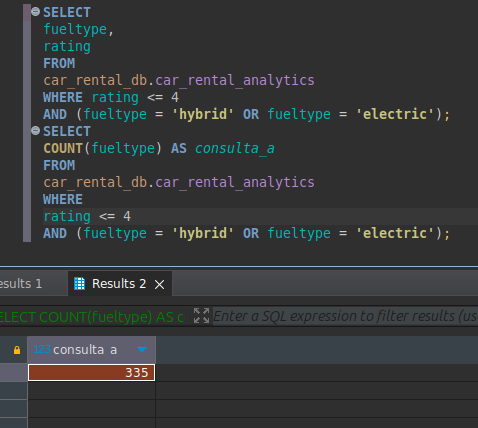 SELECT
fueltype,
rating
FROM
car_rental_db.car_rental_analytics
WHERE rating <= 4
AND (fueltype = 'hybrid' OR fueltype = 'electric');
SELECT
COUNT(fueltype) AS consulta_a
FROM
car_rental_db.car_rental_analytics
WHERE
rating <= 4
AND (fueltype = 'hybrid' OR fueltype = 'electric');
esults 1 Results 2
ELECT COUNT(fueltype) AS c Enter a SQL expression to filter results (us
123 consulta a
335